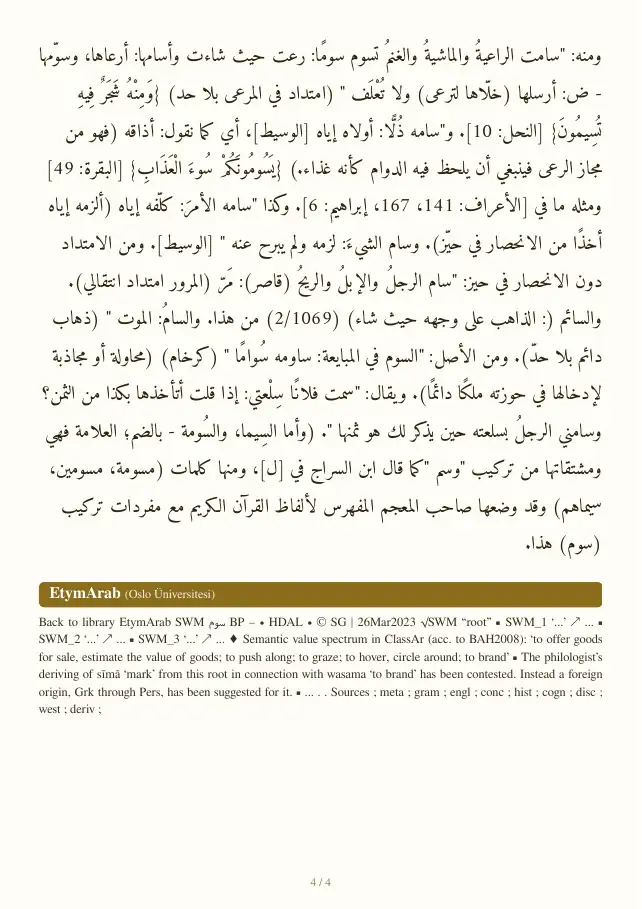 ومنه: "سامت الراعيةُ والماشيةُ والغنمُ تسوم سومًا: رعت حيث شاءت وأسامها: أرعاها، وسوّمها
- ض: أرسلها (خلّاها لترعى) ولا تُعْلَف " (امتداد في المرعى بلا حد) {وَمِنْهُ شَجَرٌ فِيهِ
تُسِيمُونَ} [النحل: 10]. و"سامه ذُلًّا: أولاه إياه [الوسيط]، أي كما نقول: أذاقه (فهو من
مجاز الرعى فينبغي أن يلحظ فيه الدوام كأنه غذاء.) {يَسُومُونَكُمْ سُوءَ الْعَذَابِ} [البقرة: 49]
ومثله ما في [الأعراف: 141، 167، إبراهيم: 6]. وكذا "سامه الأمرَ: كلّفه إياه (ألزمه إياه
أخذًا من الانحصار في حيّز). وسام الشيءَ: لزمه ولم يبرح عنه " [الوسيط]. ومن الامتداد
دون الانحصار في حيز: "سام الرجلُ والإبلُ والريحُ (قاصر): مَرّ (المرور امتداد انتقالي).
والسائم (: الذاهب على وجهه حيث شاء) (2/1069) من هذا. والسامُ: الموت " (ذهاب
دائم بلا حدّ). ومن الأصل: "السوم في المبايعة: ساومه سُوامًا " (كرخام) (محاولة أو مجاذبة
لإدخالها في حوزته ملكًا دائمًا). ويقال: "سمت فلانًا سِلْعتي: إذا قلت أتأخذها بكذا من الثمن؟
وسامني الرجلُ بسلعته حين يذكر لك هو ثمنها ". (وأما السِيما، والسُومة - بالضم؛ العلامة فهي
ومشتقاتها من تركيب "وسم "كما قال ابن السراج في [ل]، ومنها كلمات (مسومة، مسومين،
سيماهم) وقد وضعها صاحب المعجم المفهرس لألفاظ القرآن الكريم مع مفردات تركيب
(سوم) هذا.
EtymArab (Oslo Üniversitesi)
Back to library EtymArab SWM سوم BP – • HDAL • © SG | 26Mar2023 √SWM “root” ▪ SWM_1 ‘...’ ↗ ... ▪
SWM_2 ‘...’ ↗ ... ▪ SWM_3 ‘...’ ↗ ... ♦ Semantic value spectrum in ClassAr (acc. to BAH2008): ‘to offer goods
for sale, estimate the value of goods; to push along; to graze; to hover, circle around; to brand’ ▪ The philologist’s
deriving of sīmā ‘mark’ from this root in connection with wasama ‘to brand’ has been contested. Instead a foreign
origin, Grk through Pers, has been suggested for it. ▪ ... . . Sources ; meta ; gram ; engl ; conc ; hist ; cogn ; disc ;
west ; deriv ;
4 / 4